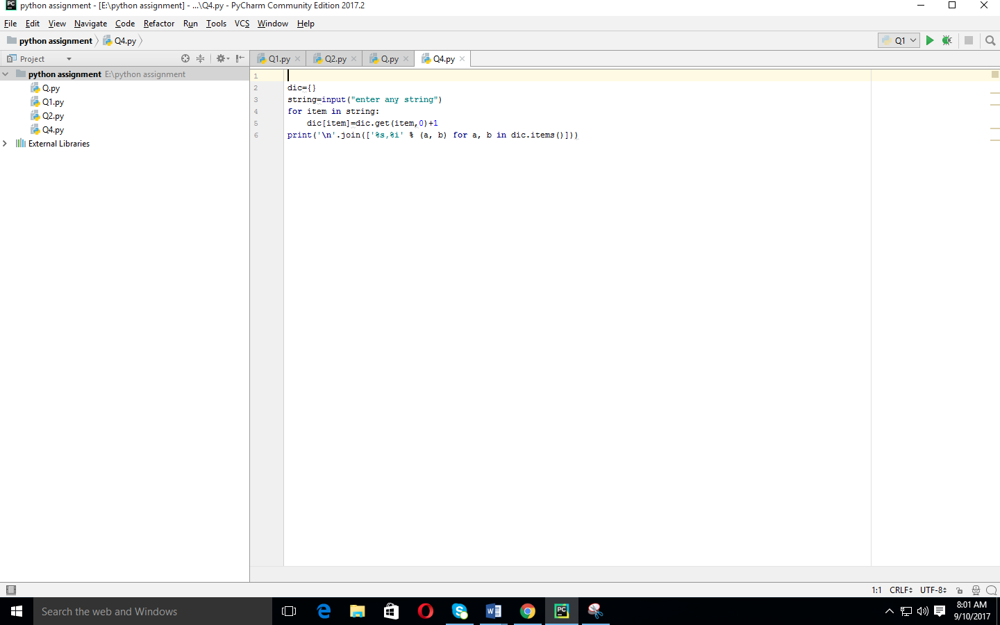 PC python assignment - [E:\python assignment] - ...\Q4.py - PyCharm Community Edition 2017.2
File Edit View Navigate Code Refactor Run Tools VCS Window Help
python assignment Q4.py Q1
Project Q1.py Q2.py Q.py Q4.py
python assignment E:\python assignment
Q.py
Q1.py
Q2.py
Q4.py
External Libraries
1
2 dic={}
3 string=input("enter any string")
4 for item in string:
5 dic[item]=dic.get(item,0)+1
6 print('\n'.join(['%s,%i' % (a, b) for a, b in dic.items()]))
1:1 CRLF UTF-8
Search the web and Windows
8:01 AM
9/10/2017